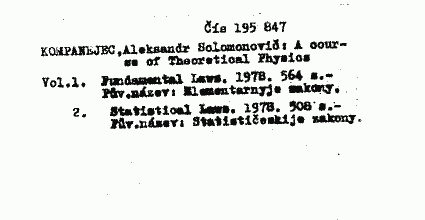 Čís 195 847
KOMPANEJEC,Aleksandr Solomonovič: A cour-
se of Theoretical Physics
Vol.1. Fundamental Laws. 1978. 564 s.-
Pův.název: Elementarnyje zakony.
2. Statistical Laws. 1978. 508 s.-
Pův.název: Statističeskije zakony.